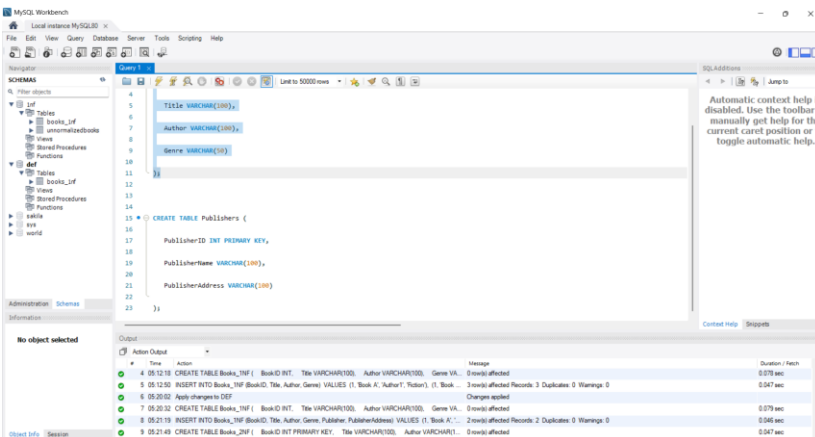 MySQL Workbench
Local instance MySQL80 ×
File Edit View Query Database Server Tools Scripting Help
Navigator
SCHEMAS
Filter objects
1nf
Tables
books_1nf
unnormalizedbooks
Views
Stored Procedures
Functions
def
Tables
books_1nf
Views
Stored Procedures
Functions
sakila
sys
world
Administration Schemas
Information
No object selected
Object Info Session
Query 1 ×
Limit to 50000 rows
4
5 Title VARCHAR(100),
6
7 Author VARCHAR(100),
8
9 Genre VARCHAR(50)
10
11 );
12
13
14
15 CREATE TABLE Publishers (
16
17 PublisherID INT PRIMARY KEY,
18
19 PublisherName VARCHAR(100),
20
21 PublisherAddress VARCHAR(100)
22
23 );
SQLAdditions
Jump to
Automatic context help
disabled. Use the toolbar
manually get help for th
current caret position or
toggle automatic help.
Context Help Snippets
Output
Action Output
# Time Action Message Duration / Fetch
4 05:12:18 CREATE TABLE Books_1NF ( BookID INT, Title VARCHAR(100), Author VARCHAR(100), Genre VA... 0 row(s) affected 0.078 sec
5 05:12:50 INSERT INTO Books_1NF (BookID, Title, Author, Genre) VALUES (1, 'Book A', 'Author1', 'Fiction'), (1, 'Book ... 3 row(s) affected Records: 3 Duplicates: 0 Warnings: 0 0.047 sec
6 05:20:02 Apply changes to DEF Changes applied
7 05:20:32 CREATE TABLE Books_1NF ( BookID INT, Title VARCHAR(100), Author VARCHAR(100), Genre VA... 0 row(s) affected 0.079 sec
8 05:21:19 INSERT INTO Books_1NF (BookID, Title, Author, Genre, Publisher, PublisherAddress) VALUES (1, 'Book A', '... 2 row(s) affected Records: 2 Duplicates: 0 Warnings: 0 0.046 sec
9 05:21:49 CREATE TABLE Books_2NF ( BookID INT PRIMARY KEY, Title VARCHAR(100), Author VARCHAR(1... 0 row(s) affected 0.047 sec